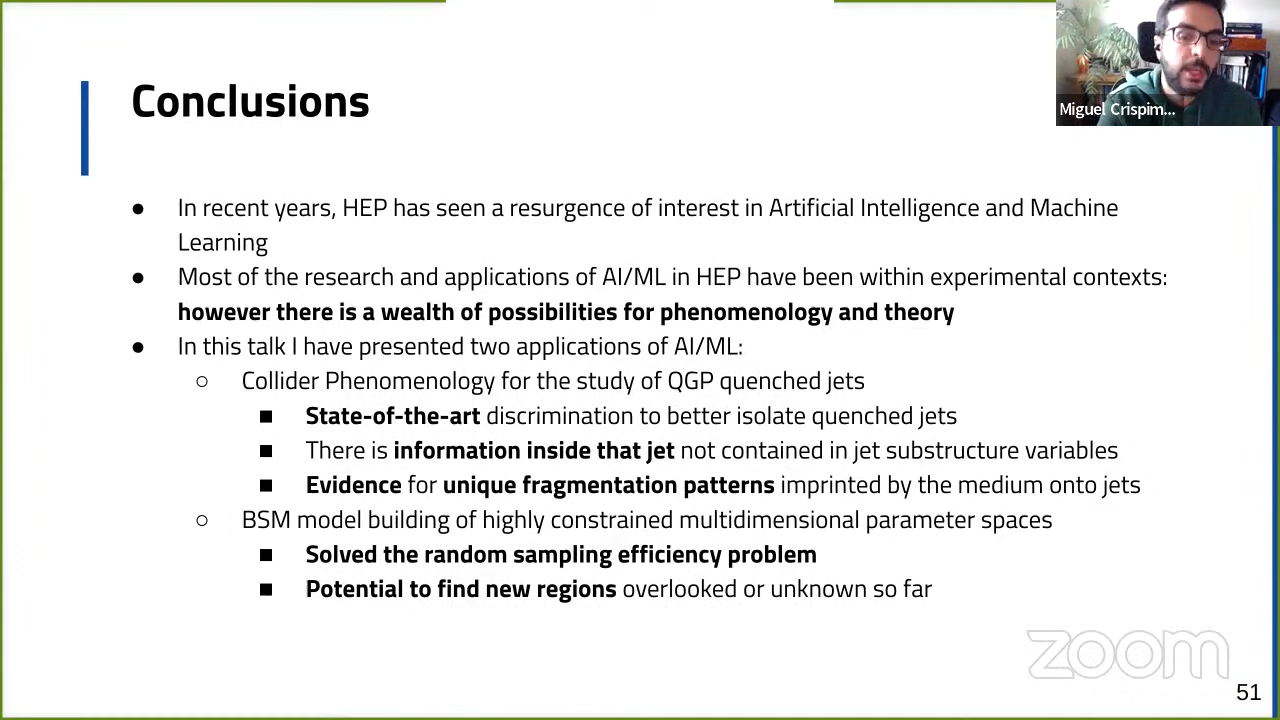 Conclusions
Miguel Crispim...
● In recent years, HEP has seen a resurgence of interest in Artificial Intelligence and Machine
Learning
● Most of the research and applications of AI/ML in HEP have been within experimental contexts:
however there is a wealth of possibilities for phenomenology and theory
● In this talk I have presented two applications of AI/ML:
○ Collider Phenomenology for the study of QGP quenched jets
■ State-of-the-art discrimination to better isolate quenched jets
■ There is information inside that jet not contained in jet substructure variables
■ Evidence for unique fragmentation patterns imprinted by the medium onto jets
○ BSM model building of highly constrained multidimensional parameter spaces
■ Solved the random sampling efficiency problem
■ Potential to find new regions overlooked or unknown so far
zoom
51